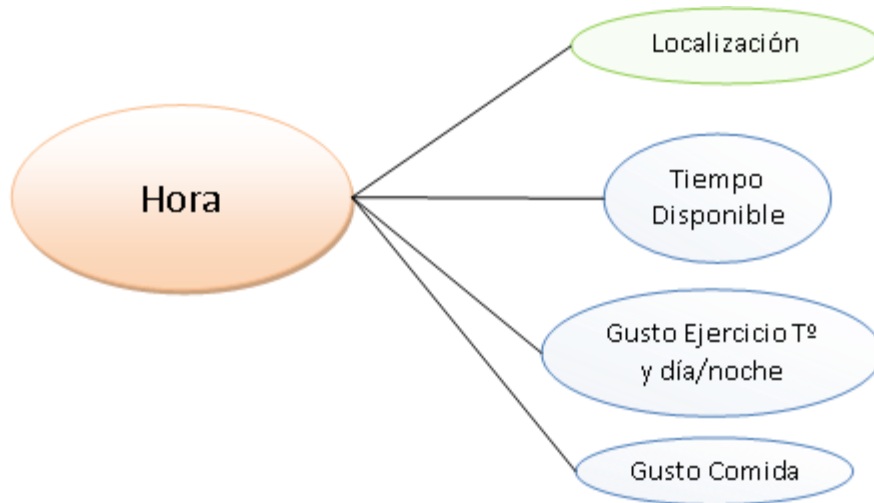 Localización
Hora
Tiempo
Disponible
Gusto Ejercicio Tº
y día/noche
Gusto Comida